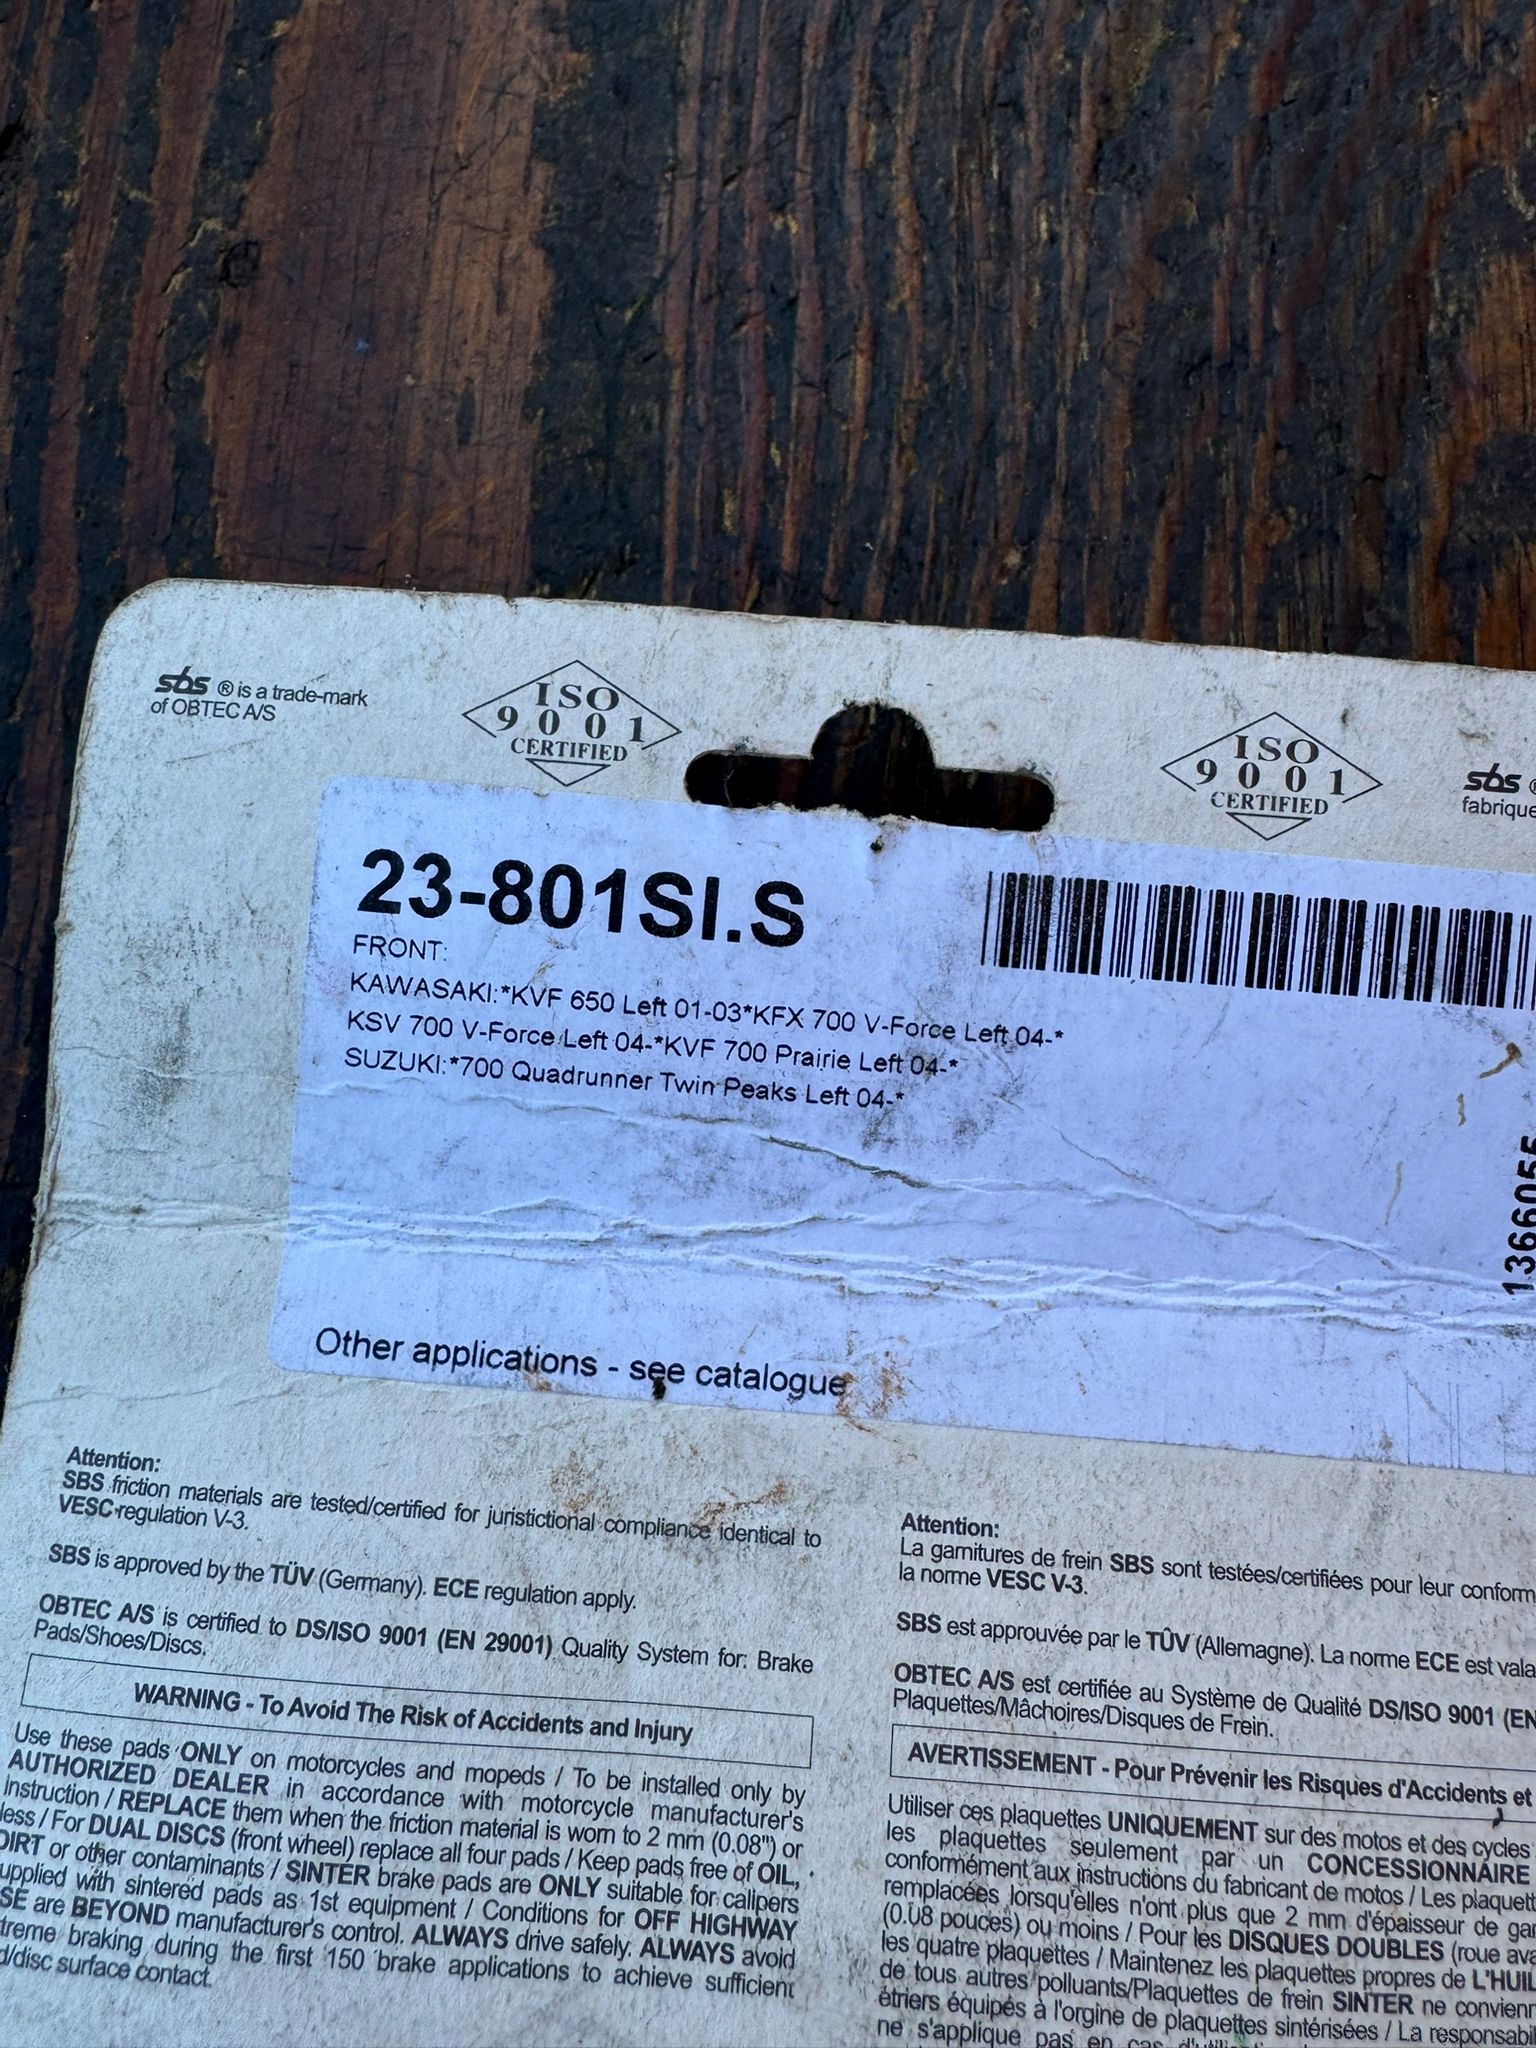 sbs ® is a trade-mark
of OBTEC A/S
ISO
9001
CERTIFIED
ISO
9001
CERTIFIED
sbs ®
fabrique
23-801SI.S
FRONT:
KAWASAKI:*KVF 650 Left 01-03*KFX 700 V-Force Left 04-*
KSV 700 V-Force Left 04-*KVF 700 Prairie Left 04-*
SUZUKI:*700 Quadrunner Twin Peaks Left 04-*
1366055
Other applications - see catalogue
Attention:
SBS friction materials are tested/certified for juristictional compliance identical to
VESC regulation V-3.
SBS is approved by the TÜV (Germany). ECE regulation apply.
OBTEC A/S is certified to DS/ISO 9001 (EN 29001) Quality System for: Brake
Pads/Shoes/Discs.
WARNING - To Avoid The Risk of Accidents and Injury
Use these pads ONLY on motorcycles and mopeds / To be installed only by
AUTHORIZED DEALER in accordance with motorcycle manufacturer's
instruction / REPLACE them when the friction material is worn to 2 mm (0.08") or
less / For DUAL DISCS (front wheel) replace all four pads / Keep pads free of OIL,
DIRT or other contaminants / SINTER brake pads are ONLY suitable for calipers
upplied with sintered pads as 1st equipment / Conditions for OFF HIGHWAY
SE are BEYOND manufacturer's control. ALWAYS drive safely. ALWAYS avoid
treme braking during the first 150 brake applications to achieve sufficient
d/disc surface contact.
Attention:
La garnitures de frein SBS sont testées/certifiées pour leur conform
la norme VESC V-3.
SBS est approuvée par le TÜV (Allemagne). La norme ECE est vala
OBTEC A/S est certifiée au Système de Qualité DS/ISO 9001 (EN
Plaquettes/Mâchoires/Disques de Frein.
AVERTISSEMENT - Pour Prévenir les Risques d'Accidents et
Utiliser ces plaquettes UNIQUEMENT sur des motos et des cycles
les plaquettes seulement par un CONCESSIONNAIRE
conformément aux instructions du fabricant de motos / Les plaquett
remplacées lorsqu'elles n'ont plus que 2 mm d'épaisseur de gar
(0.08 pouces) ou moins / Pour les DISQUES DOUBLES (roue ava
les quatre plaquettes / Maintenez les plaquettes propres de L'HUIL
de tous autres polluants/Plaquettes de frein SINTER ne convienn
étriers équipés à l'orgine de plaquettes sintérisées / La responsabil
ne s'applique pas en cas